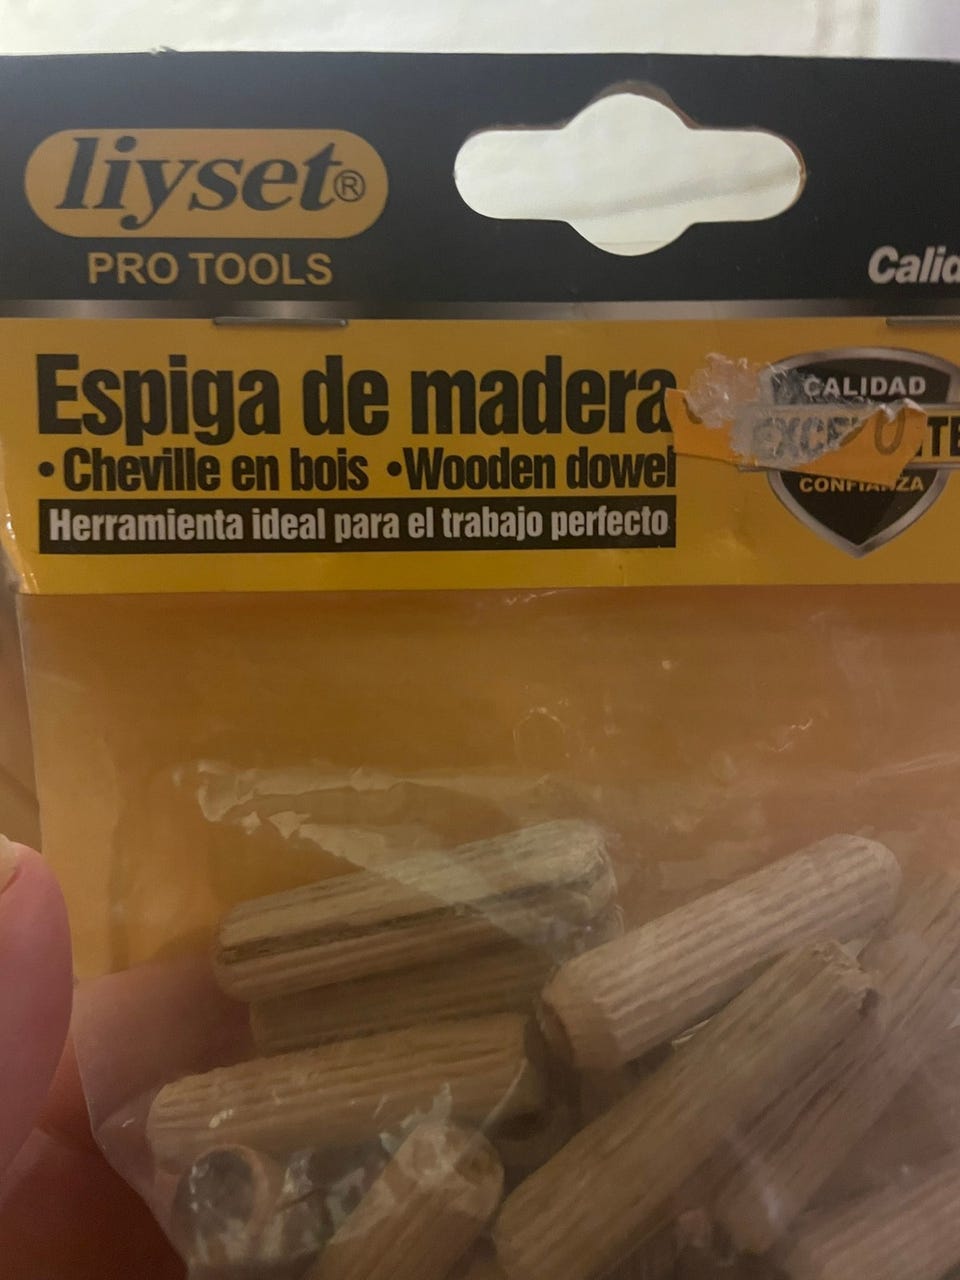 liyset®
PRO TOOLS
Espiga de madera
• Cheville en bois • Wooden dowel
Herramienta ideal para el trabajo perfecto
CALIDAD
CONFIANZA